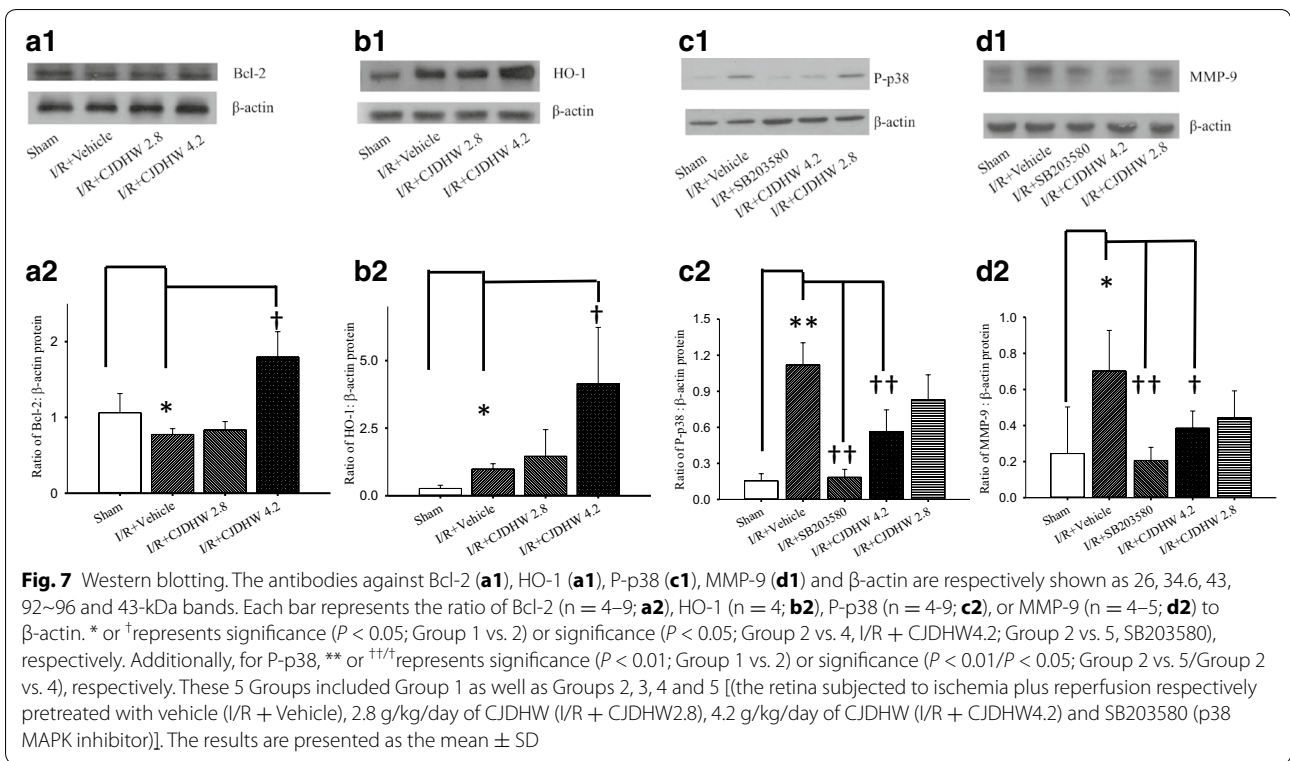 a1
Bcl-2
β-actin
Sham
I/R+Vehicle
I/R+CJDHW 2.8
I/R+CJDHW 4.2
b1
HO-1
β-actin
Sham
I/R+Vehicle
I/R+CJDHW 2.8
I/R+CJDHW 4.2
c1
P-p38
β-actin
Sham
I/R+Vehicle
I/R+SB203580
I/R+CJDHW 4.2
I/R+CJDHW 2.8
d1
MMP-9
β-actin
Sham
I/R+Vehicle
I/R+SB203580
I/R+CJDHW 4.2
I/R+CJDHW 2.8
a2
Ratio of Bcl-2: β-actin protein
2
1
0
*
†
Sham
I/R+Vehicle
I/R+CJDHW 2.8
I/R+CJDHW 4.2
b2
Ratio of HO-1: β-actin protein
5.0
2.5
0.0
*
†
Sham
I/R+Vehicle
I/R+CJDHW 2.8
I/R+CJDHW 4.2
c2
Ratio of P-p38 : β-actin protein
1.5
1.2
0.9
0.6
0.3
0.0
**
††
††
Sham
I/R+Vehicle
I/R+SB203580
I/R+CJDHW 4.2
I/R+CJDHW 2.8
d2
Ratio of MMP-9 : β-actin protein
1.0
0.8
0.6
0.4
0.2
0.0
*
††
†
Sham
I/R+Vehicle
I/R+SB203580
I/R+CJDHW 4.2
I/R+CJDHW 2.8
Fig. 7 Western blotting. The antibodies against Bcl-2 (a1), HO-1 (a1), P-p38 (c1), MMP-9 (d1) and β-actin are respectively shown as 26, 34.6, 43,
92~96 and 43-kDa bands. Each bar represents the ratio of Bcl-2 (n = 4–9; a2), HO-1 (n = 4; b2), P-p38 (n = 4-9; c2), or MMP-9 (n = 4–5; d2) to
β-actin. * or †represents significance (P < 0.05; Group 1 vs. 2) or significance (P < 0.05; Group 2 vs. 4, I/R + CJDHW4.2; Group 2 vs. 5, SB203580),
respectively. Additionally, for P-p38, ** or ††/†represents significance (P < 0.01; Group 1 vs. 2) or significance (P < 0.01/P < 0.05; Group 2 vs. 5/Group 2
vs. 4), respectively. These 5 Groups included Group 1 as well as Groups 2, 3, 4 and 5 [(the retina subjected to ischemia plus reperfusion respectively
pretreated with vehicle (I/R + Vehicle), 2.8 g/kg/day of CJDHW (I/R + CJDHW2.8), 4.2 g/kg/day of CJDHW (I/R + CJDHW4.2) and SB203580 (p38
MAPK inhibitor)]. The results are presented as the mean ± SD